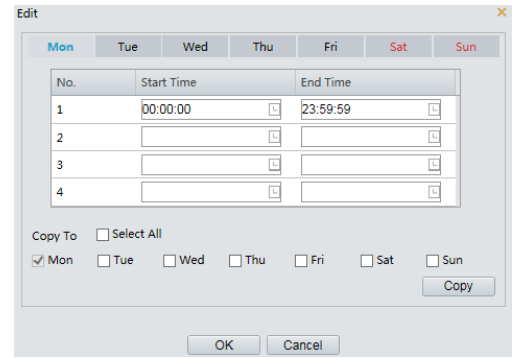 Edit
Mon Tue Wed Thu Fri Sat Sun
No. Start Time End Time
1 00:00:00 23:59:59
2
3
4
Copy To Select All
Mon Tue Wed Thu Fri Sat Sun
Copy
OK Cancel